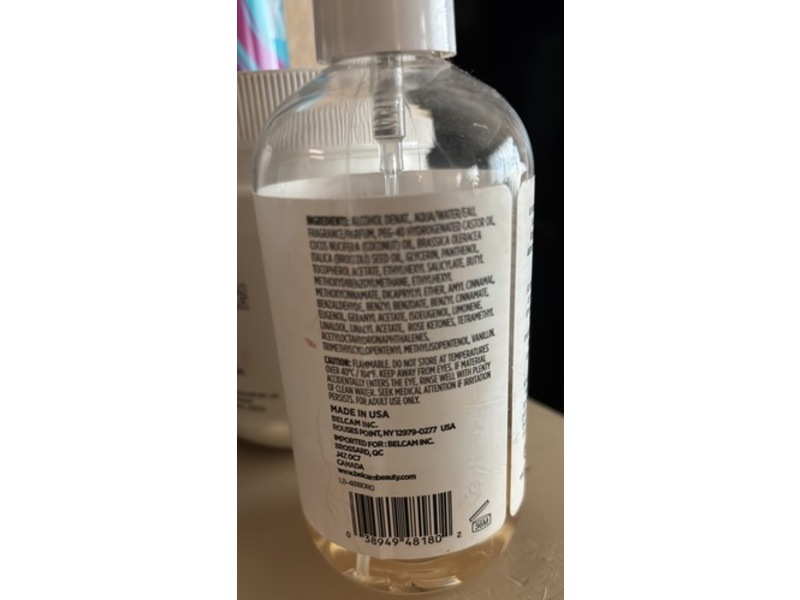 INGREDIENTS: ALCOHOL DENAT., AQUA/WATER/EAU,
FRAGRANCE/PARFUM, PEG-40 HYDROGENATED CASTOR OIL,
COCOS NUCIFERA (COCONUT) OIL, BRASSICA OLERACEA
ITALICA (BROCCOLI) SEED OIL, GLYCERIN, PANTHENOL,
TOCOPHEROL ACETATE, ETHYLHEXYL SALICYLATE, BUTYL
METHOXYDIBENZOYLMETHANE, ETHYLHEXYL
METHOXYCINNAMATE, DICAPRYLYL ETHER, AMYL CINNAMAL,
BENZALDEHYDE, BENZYL BENZOATE, BENZYL CINNAMATE,
EUGENOL, GERANYL ACETATE, ISOEUGENOL, LIMONENE,
LINALOOL, LINALYL ACETATE, ROSE KETONES, TETRAMETHYL
ACETYLOCTAHYDRONAPHTHALENES,
TRIMETHYLCYCLOPENTENYL METHYLISOPENTENOL, VANILLIN.
CAUTION: FLAMMABLE. DO NOT STORE AT TEMPERATURES
OVER 40°C / 104°F. KEEP AWAY FROM EYES. IF MATERIAL
ACCIDENTALLY ENTERS THE EYE, RINSE WELL WITH PLENTY
OF CLEAN WATER. SEEK MEDICAL ATTENTION IF IRRITATION
PERSISTS. FOR ADULT USE ONLY.
MADE IN USA
BELCAM INC.
ROUSES POINT, NY 12979-0277 USA
IMPORTED FOR: BELCAM INC.
BROSSARD, QC
J4Z 0C7
CANADA
www.belcambeauty.com
LB-48180R0
36M
0 38949 48180 2